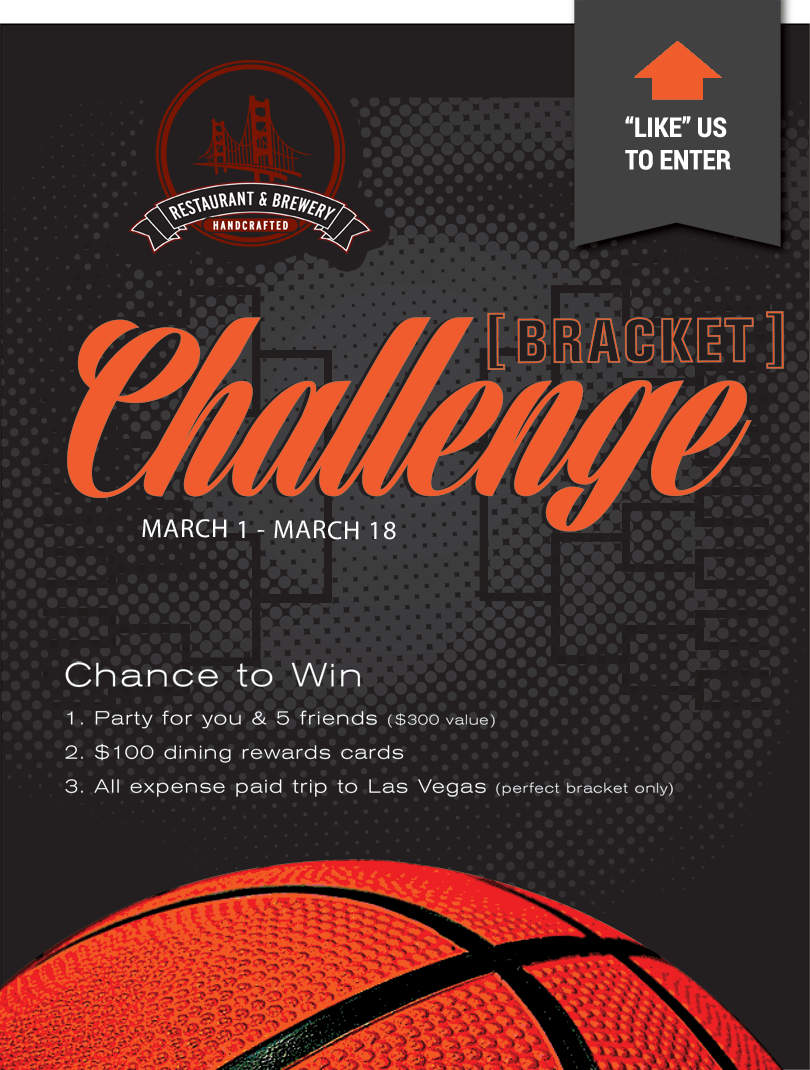 “LIKE” US
TO ENTER
RESTAURANT & BREWERY
HANDCRAFTED
[ BRACKET ]
Challenge
MARCH 1 - MARCH 18
Chance to Win
1. Party for you & 5 friends ($300 value)
2. $100 dining rewards cards
3. All expense paid trip to Las Vegas (perfect bracket only)